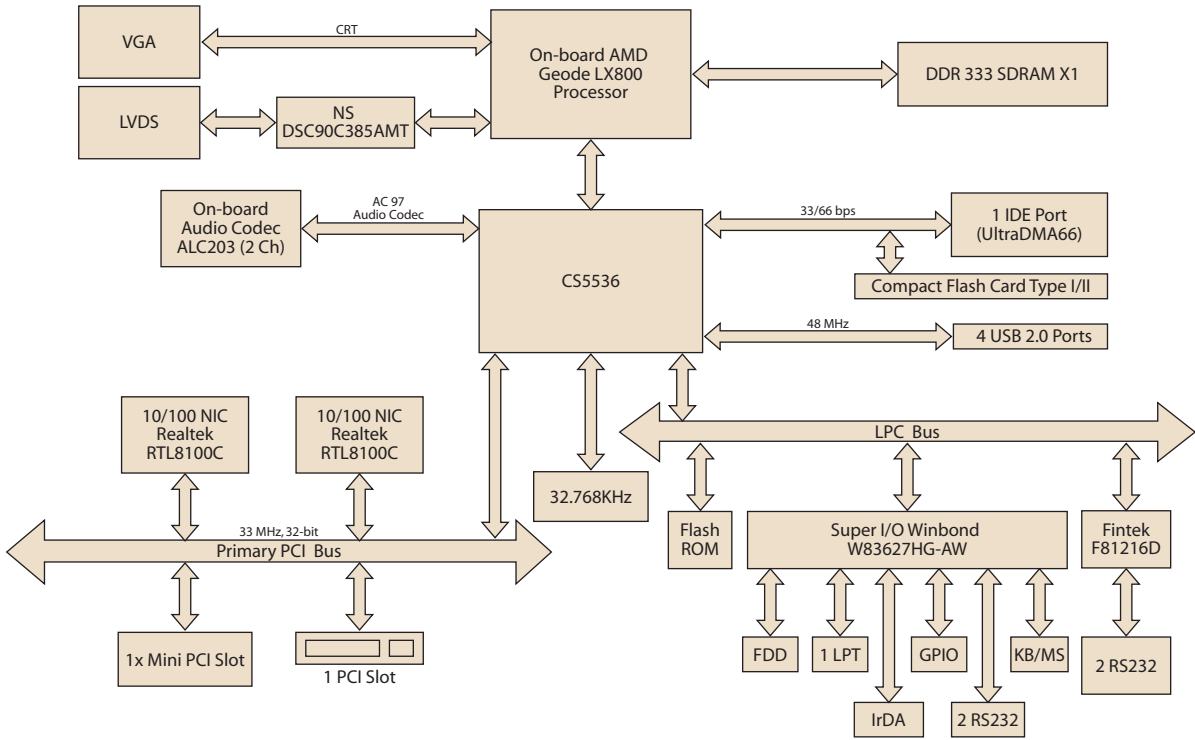 VGA
CRT
On-board AMD
Geode LX800
Processor
DDR 333 SDRAM X1
LVDS
NS
DSC90C385AMT
On-board
Audio Codec
ALC203 (2 Ch)
AC 97
Audio Codec
CS5536
33/66 bps
1 IDE Port
(UltraDMA66)
Compact Flash Card Type I/II
48 MHz
4 USB 2.0 Ports
10/100 NIC
Realtek
RTL8100C
10/100 NIC
Realtek
RTL8100C
LPC Bus
32.768KHz
33 MHz, 32-bit
Primary PCI Bus
Flash
ROM
Super I/O Winbond
W83627HG-AW
Fintek
F81216D
1x Mini PCI Slot
1 PCI Slot
FDD
1 LPT
GPIO
KB/MS
2 RS232
IrDA
2 RS232